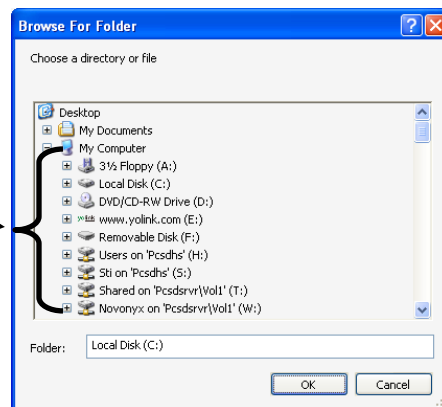 Browse For Folder
Choose a directory or file
Desktop
My Documents
My Computer
3½ Floppy (A:)
Local Disk (C:)
DVD/CD-RW Drive (D:)
www.yolink.com (E:)
Removable Disk (F:)
Users on 'Pcsdhs' (H:)
Sti on 'Pcsdhs' (S:)
Shared on 'Pcsdsrvr\Vol1' (T:)
Novonyx on 'Pcsdsrvr\Vol1' (W:)
Folder: Local Disk (C:)
OK Cancel